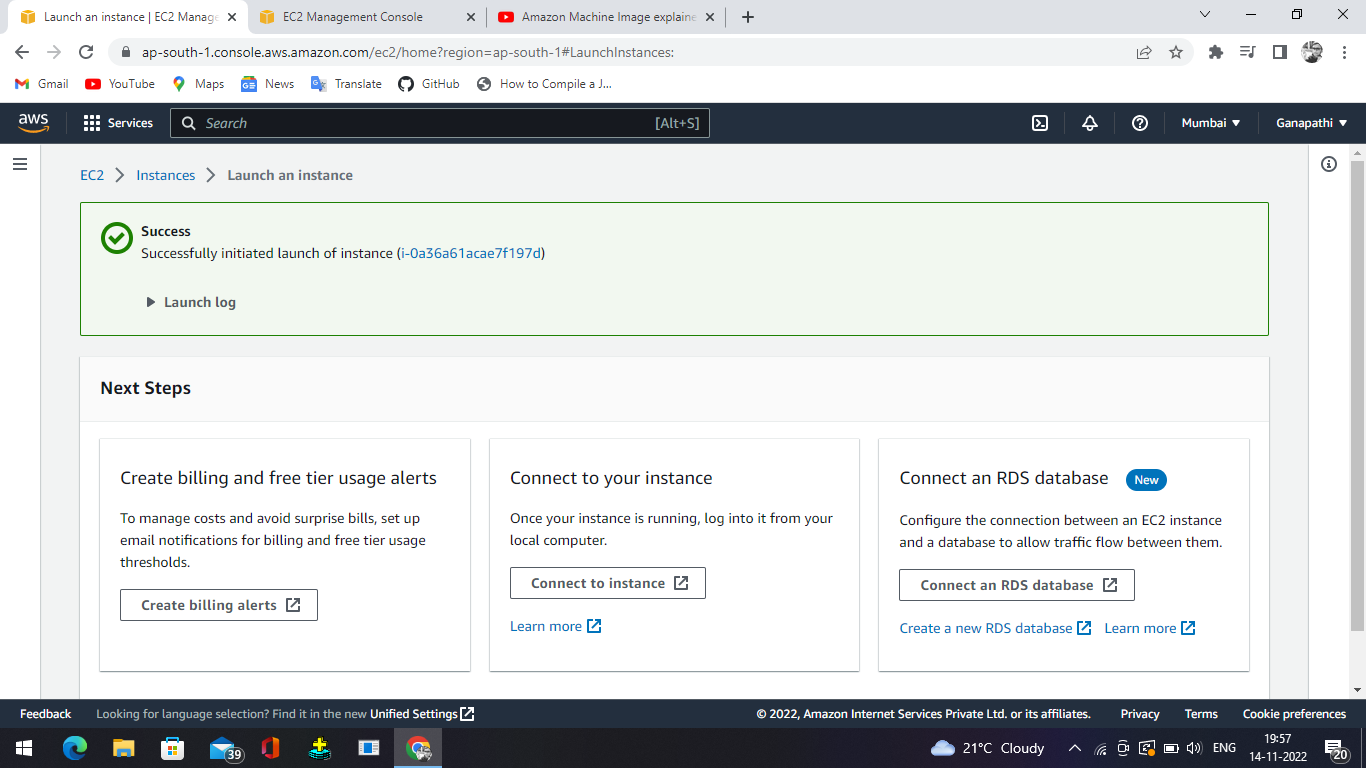 Launch an instance | EC2 Manage
EC2 Management Console
Amazon Machine Image explaine
ap-south-1.console.aws.amazon.com/ec2/home?region=ap-south-1#LaunchInstances:
Gmail YouTube Maps News Translate GitHub How to Compile a J...
aws Services Search [Alt+S] Mumbai Ganapathi
EC2 Instances Launch an instance
Success
Successfully initiated launch of instance (i-0a36a61acae7f197d)
Launch log
Next Steps
Create billing and free tier usage alerts
To manage costs and avoid surprise bills, set up
email notifications for billing and free tier usage
thresholds.
Create billing alerts
Connect to your instance
Once your instance is running, log into it from your
local computer.
Connect to instance
Learn more
Connect an RDS database New
Configure the connection between an EC2 instance
and a database to allow traffic flow between them.
Connect an RDS database
Create a new RDS database Learn more
Feedback Looking for language selection? Find it in the new Unified Settings © 2022, Amazon Internet Services Private Ltd. or its affiliates. Privacy Terms Cookie preferences
39 21°C Cloudy ENG 19:57
14-11-2022 20